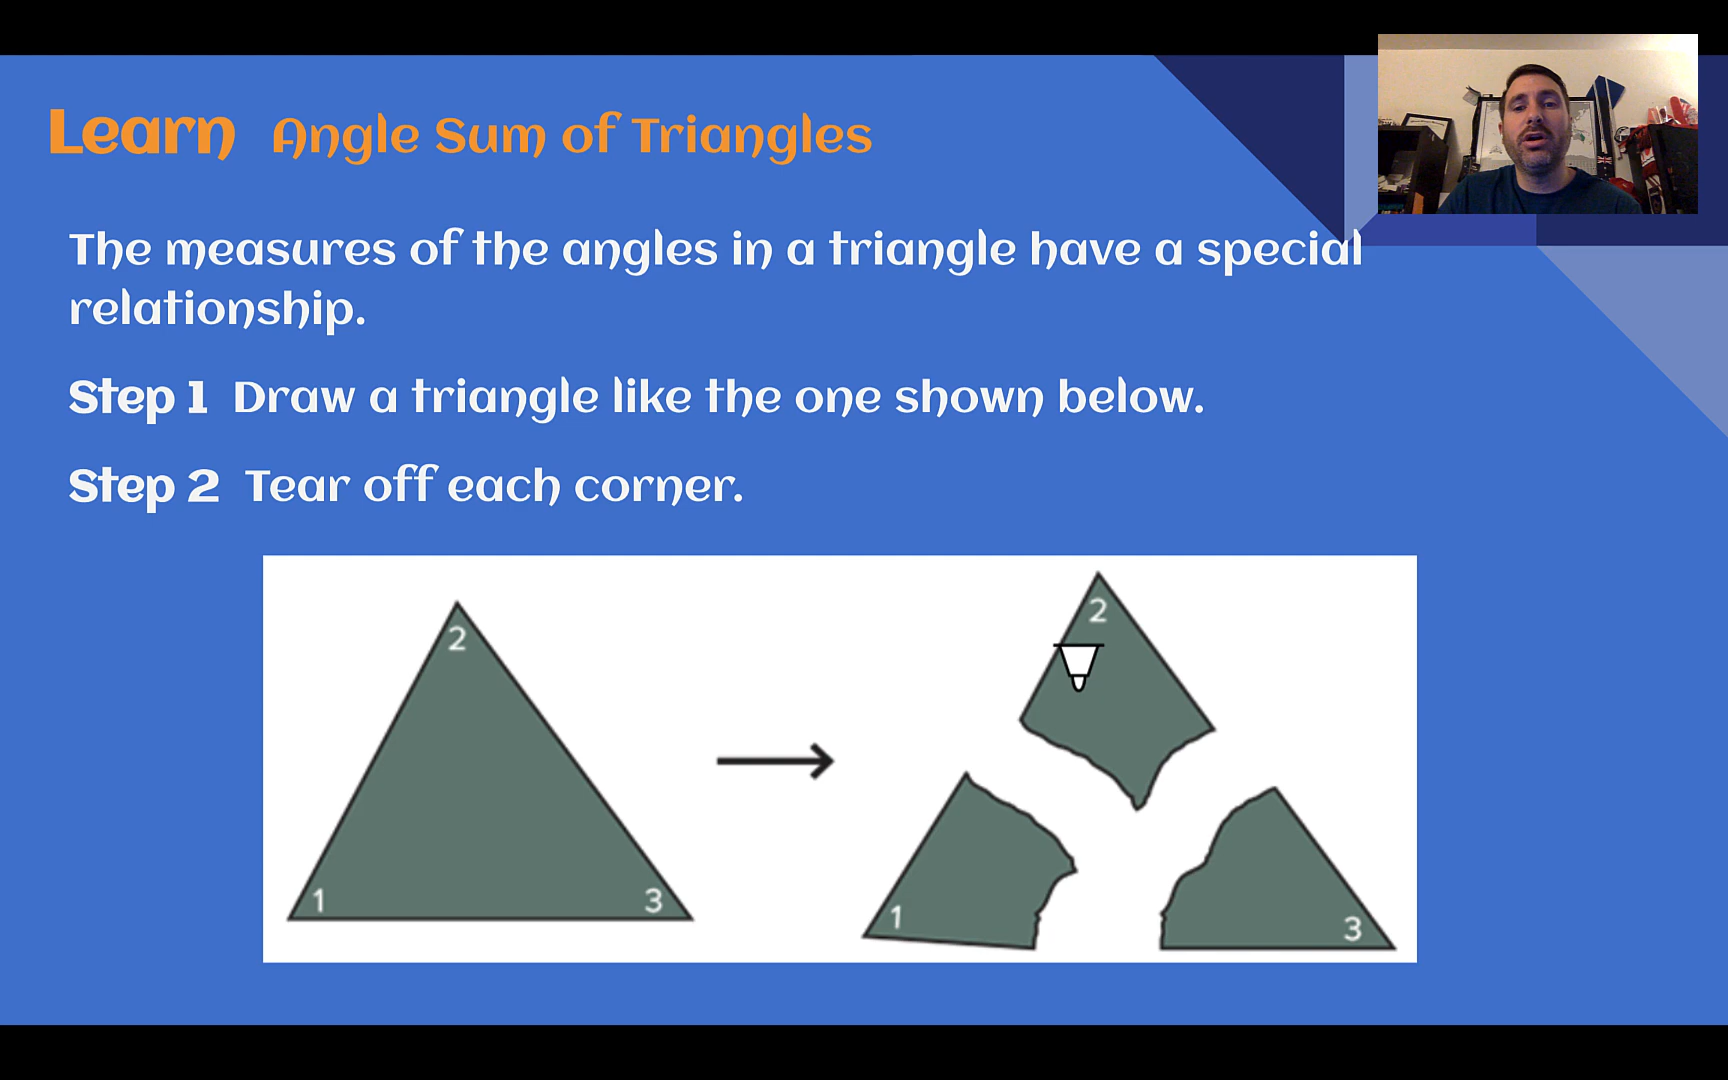 Learn Angle Sum of Triangles
The measures of the angles in a triangle have a special
relationship.
Step 1 Draw a triangle like the one shown below.
Step 2 Tear off each corner.
2
1 3
2
1
3